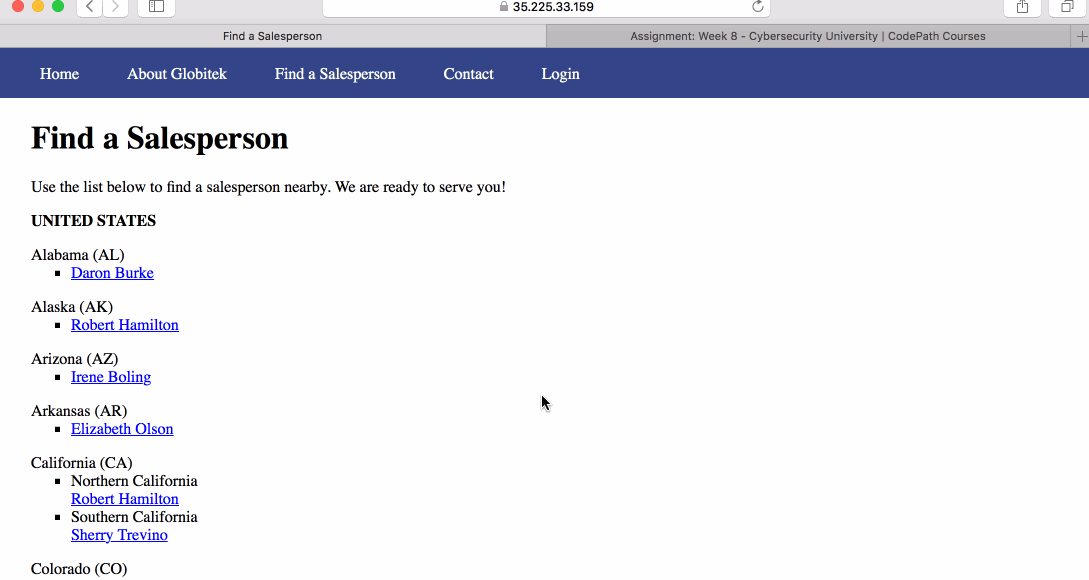 35.225.33.159
Find a Salesperson
Assignment: Week 8 - Cybersecurity University | CodePath Courses
Home About Globitek Find a Salesperson Contact Login
Find a Salesperson
Use the list below to find a salesperson nearby. We are ready to serve you!
UNITED STATES
Alabama (AL)
Daron Burke
Alaska (AK)
Robert Hamilton
Arizona (AZ)
Irene Boling
Arkansas (AR)
Elizabeth Olson
California (CA)
Northern California
Robert Hamilton
Southern California
Sherry Trevino
Colorado (CO)